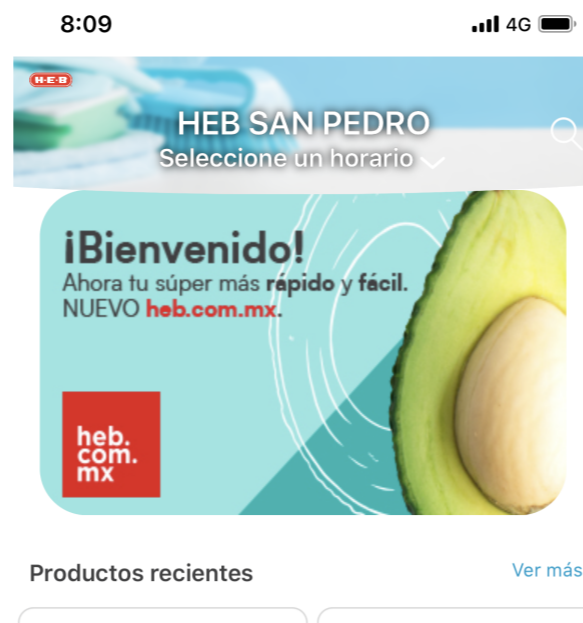 8:09
4G
H-E-B
HEB SAN PEDRO
Seleccione un horario
¡Bienvenido!
Ahora tu súper más rápido y fácil.
NUEVO heb.com.mx.
heb.
com.
mx
Productos recientes
Ver más